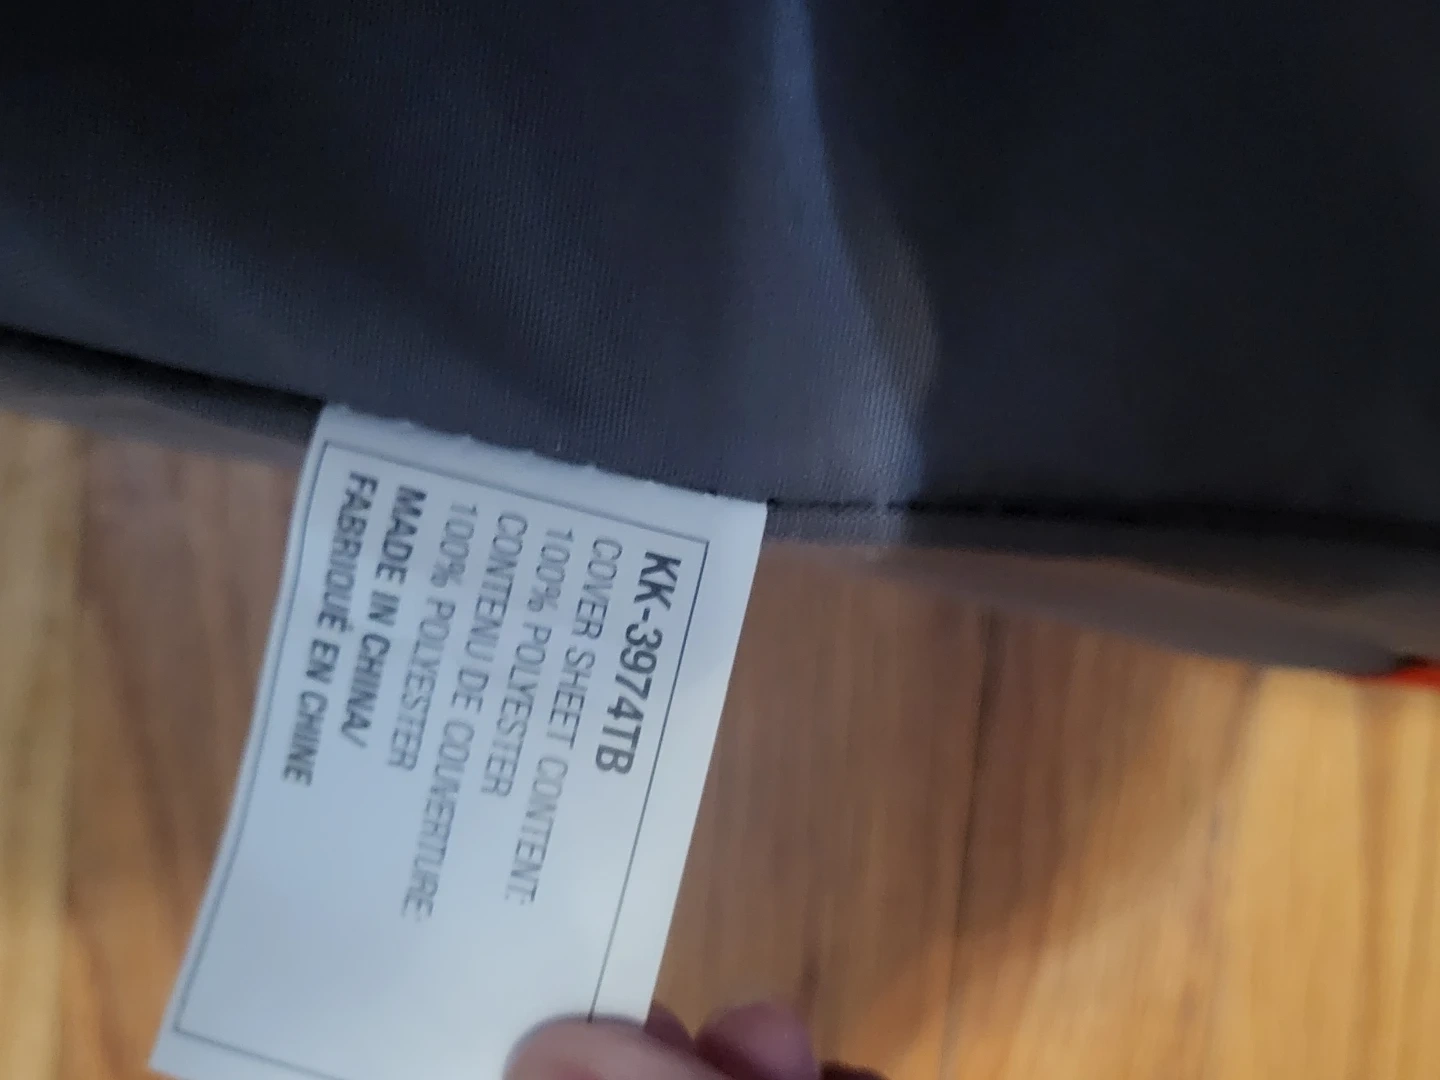 KK-3974TB
COVER SHEET CONTENT:
100% POLYESTER
CONTENU DE COUVERTURE:
100% POLYESTER
MADE IN CHINA/
FABRIQUÉ EN CHINE